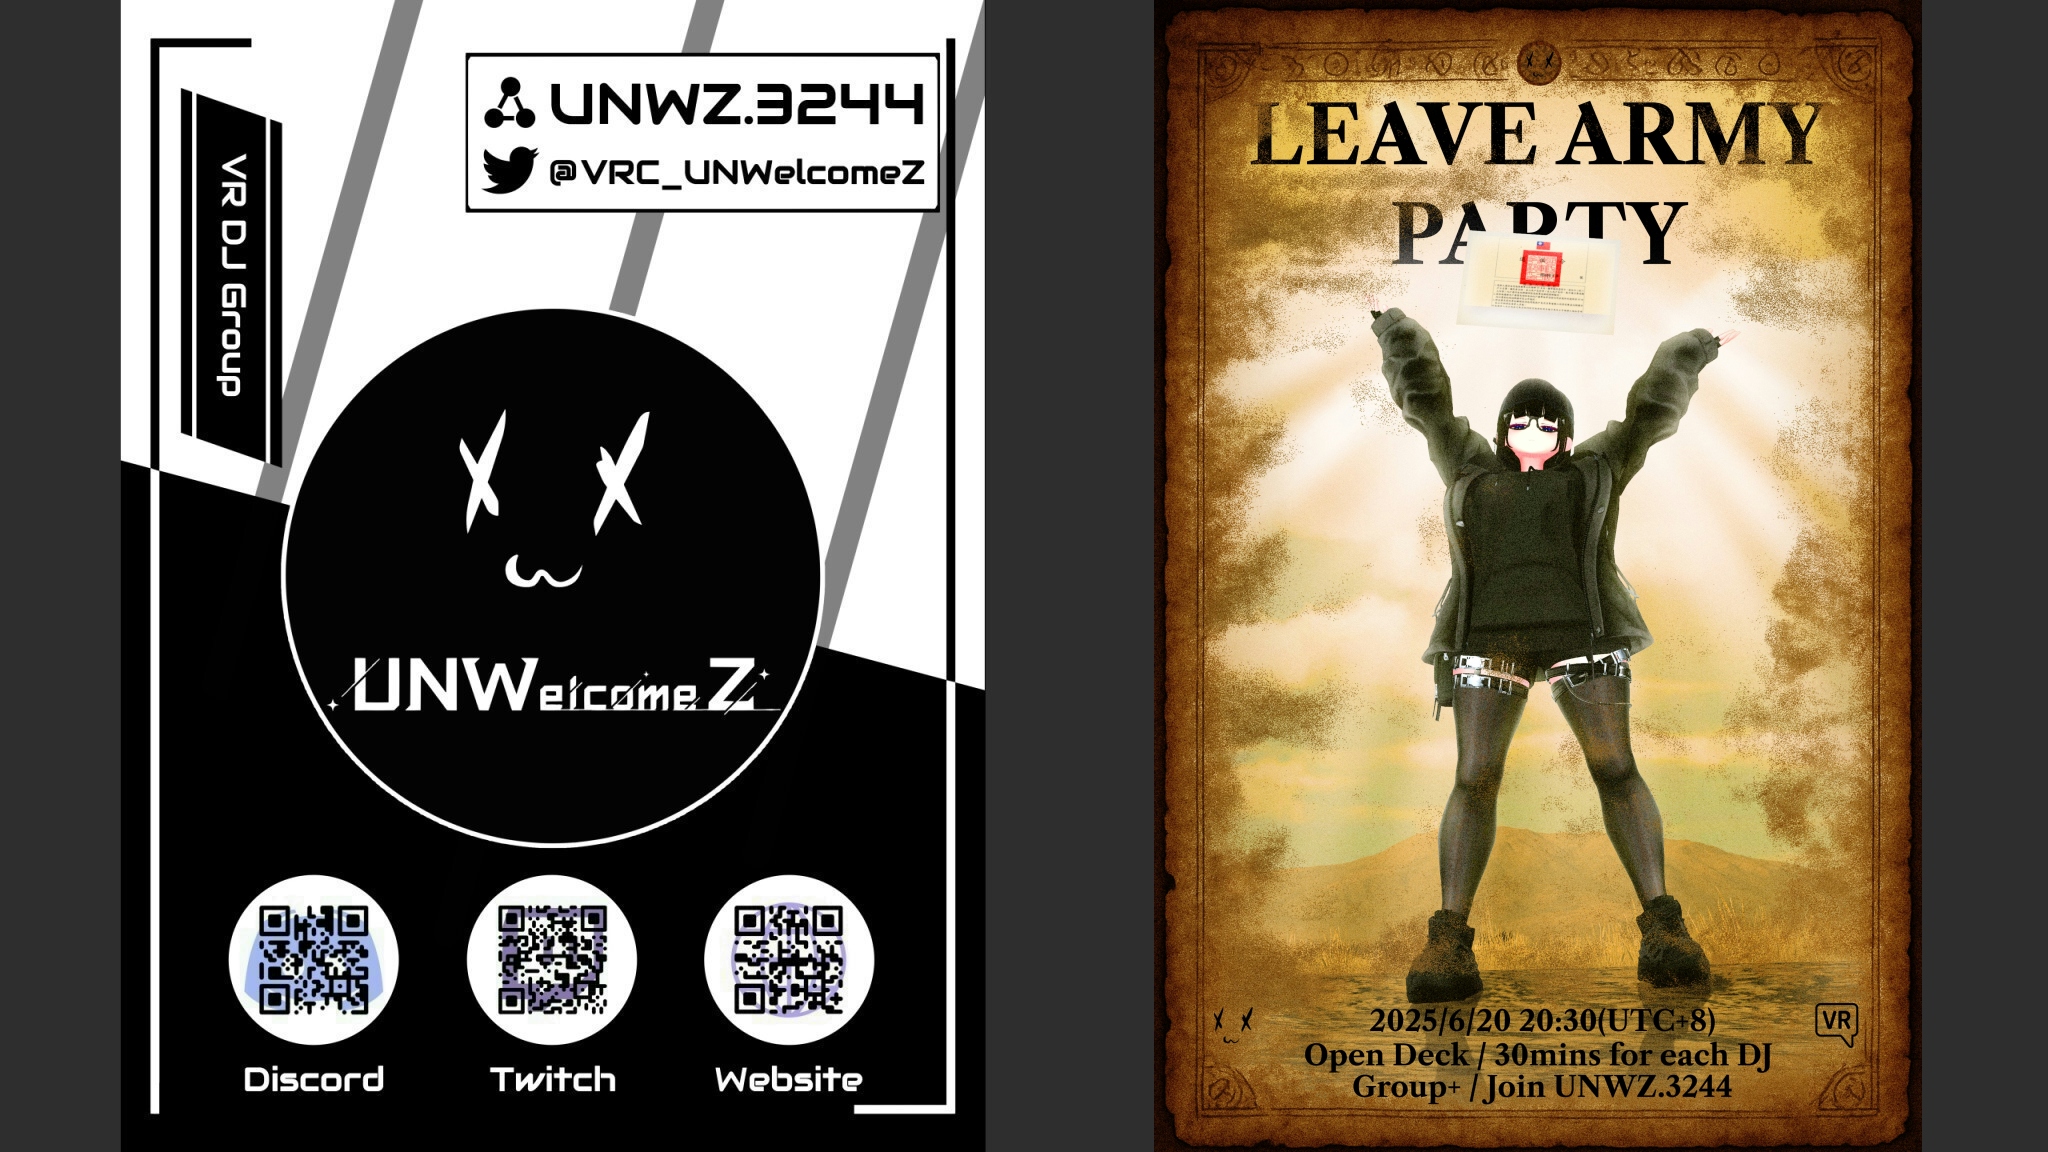 UNWZ.3244
@VRC_UNWelcomeZ
VR DJ Group
UNWelcomeZ
Discord
Twitch
Website
LEAVE ARMY
PARTY
2025/6/20 20:30(UTC+8)
Open Deck / 30mins for each DJ
Group+ / Join UNWZ.3244
VR